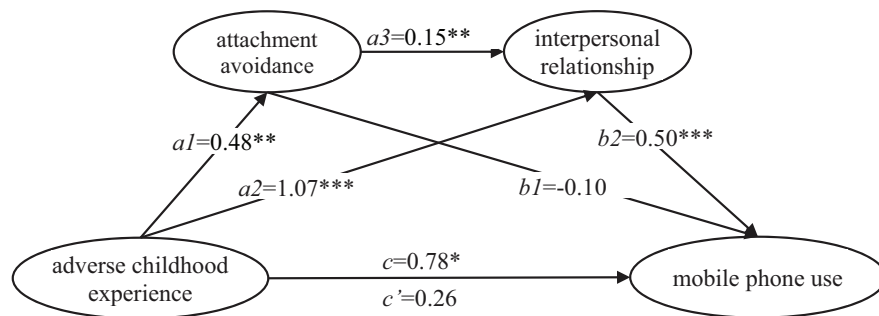 attachment
avoidance
a3=0.15**
interpersonal
relationship
a1=0.48**
b2=0.50***
a2=1.07***
b1=-0.10
adverse childhood
experience
c=0.78*
c’=0.26
mobile phone use